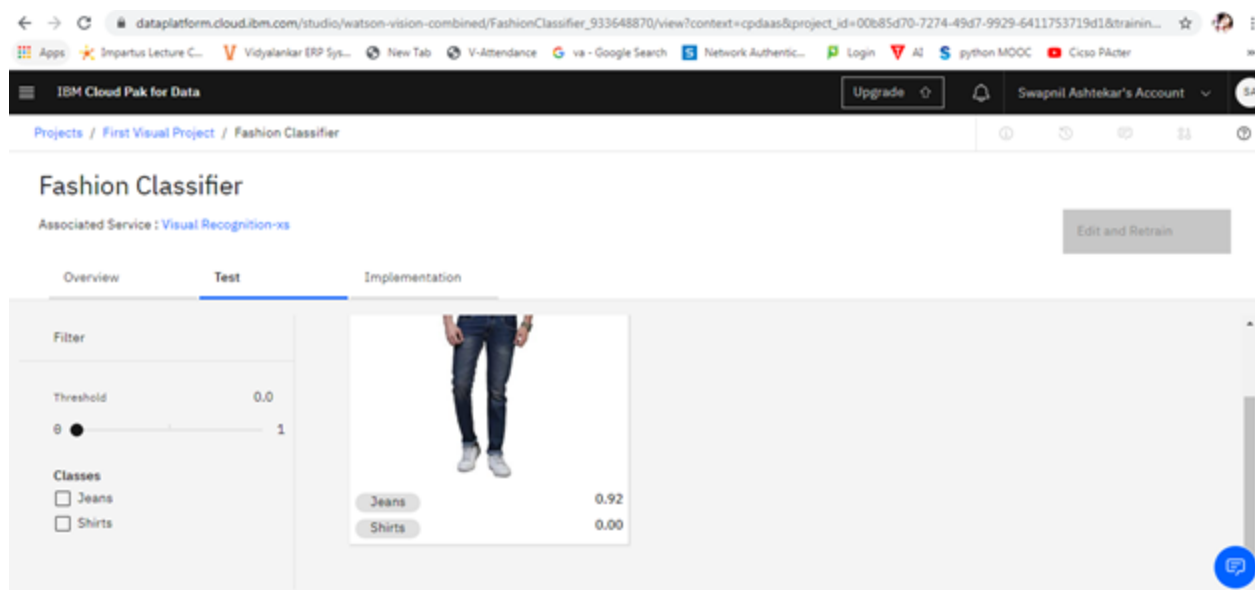 dataplatform.cloud.ibm.com/studio/watson-vision-combined/FashionClassifier_933648870/view?context=cpdaas&project_id=00b85d70-7274-49d7-9929-6411753719d1&trainin...
Apps Impartus Lecture C... Vidyalankar ERP Sys... New Tab V-Attendance va - Google Search Network Authentic... Login AI python MOOC Cicso PActer
IBM Cloud Pak for Data Upgrade Swapnil Ashtekar's Account SA
Projects / First Visual Project / Fashion Classifier
Fashion Classifier
Associated Service : Visual Recognition-xs
Edit and Retrain
Overview Test Implementation
Filter
Threshold 0.0
0 1
Classes
Jeans
Shirts
Jeans 0.92
Shirts 0.00